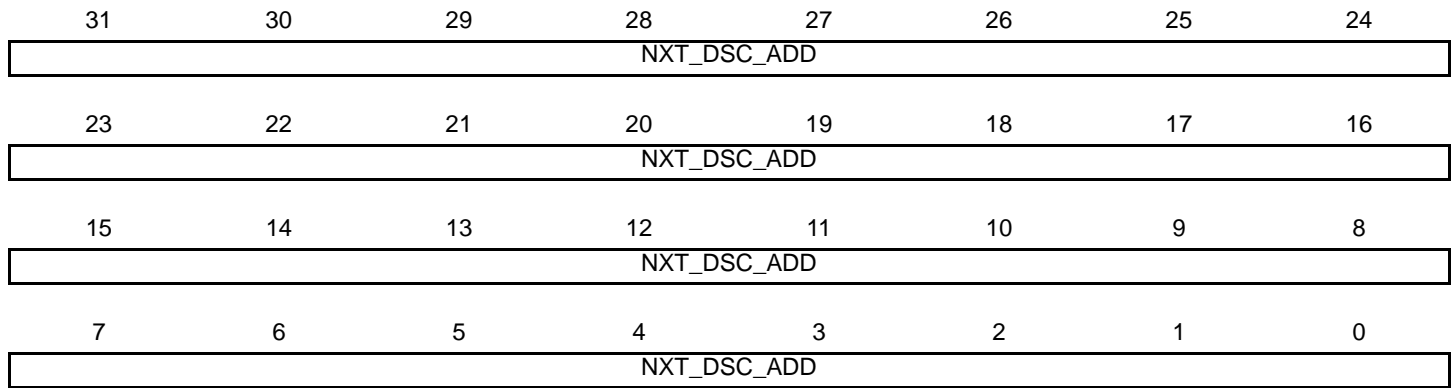 31 30 29 28 27 26 25 24
NXT_DSC_ADD
23 22 21 20 19 18 17 16
NXT_DSC_ADD
15 14 13 12 11 10 9 8
NXT_DSC_ADD
7 6 5 4 3 2 1 0
NXT_DSC_ADD